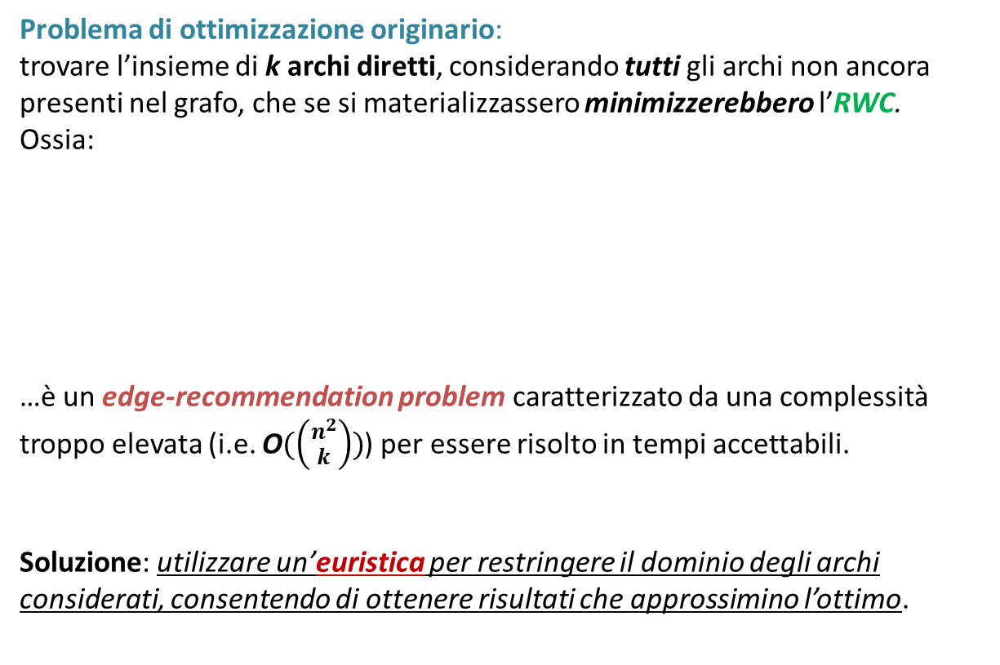 Problema di ottimizzazione originario:
trovare l’insieme di k archi diretti, considerando tutti gli archi non ancora
presenti nel grafo, che se si materializzassero minimizzerebbero l’RWC.
Ossia:
…è un edge-recommendation problem caratterizzato da una complessità
troppo elevata (i.e. O((n² k))) per essere risolto in tempi accettabili.
Soluzione: utilizzare un’euristica per restringere il dominio degli archi
considerati, consentendo di ottenere risultati che approssimino l’ottimo.